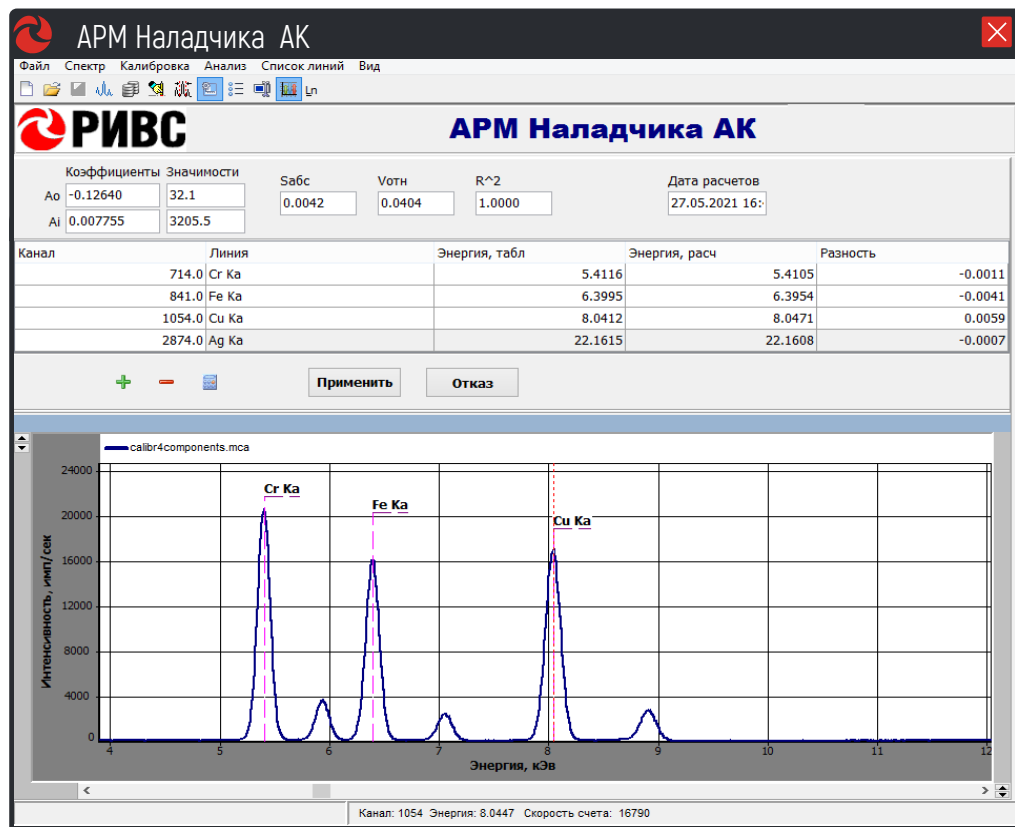 АРМ Наладчика АК
Файл Спектр Калибровка Анализ Список линий Вид
Ln
РИВС
АРМ Наладчика АК
Коэффициенты Значимости Sабс Vотн R^2 Дата расчетов
Ao -0.12640 32.1 0.0042 0.0404 1.0000 27.05.2021 16:
Ai 0.007755 3205.5
Канал Линия Энергия, табл Энергия, расч Разность
714.0 Cr Ka 5.4116 5.4105 -0.0011
841.0 Fe Ka 6.3995 6.3954 -0.0041
1054.0 Cu Ka 8.0412 8.0471 0.0059
2874.0 Ag Ka 22.1615 22.1608 -0.0007
Применить Отказ
calibr4components.mca
24000
Cr Ka
Fe Ka
20000
Cu Ka
16000
12000
8000
4000
0
Интенсивность, имп/сек
4 5 6 7 8 9 10 11 12
Энергия, кЭв
Канал: 1054 Энергия: 8.0447 Скорость счета: 16790